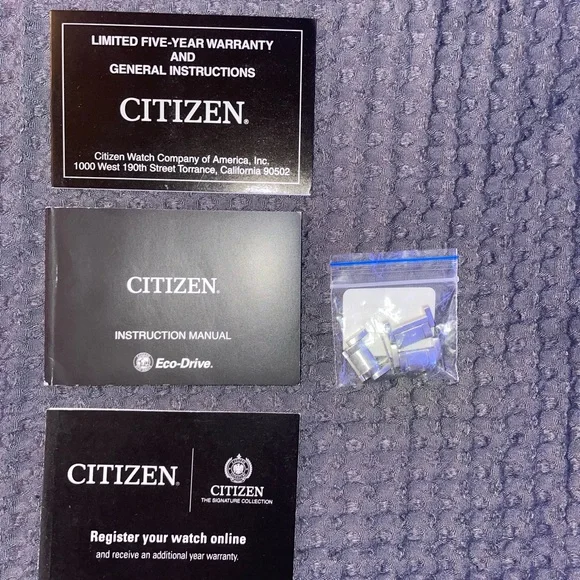 LIMITED FIVE-YEAR WARRANTY
AND
GENERAL INSTRUCTIONS
CITIZEN®
Citizen Watch Company of America, Inc.
1000 West 190th Street Torrance, California 90502
CITIZEN®
INSTRUCTION MANUAL
Eco-Drive®
CITIZEN®
CITIZEN
THE SIGNATURE COLLECTION
Register your watch online
and receive an additional year warranty.